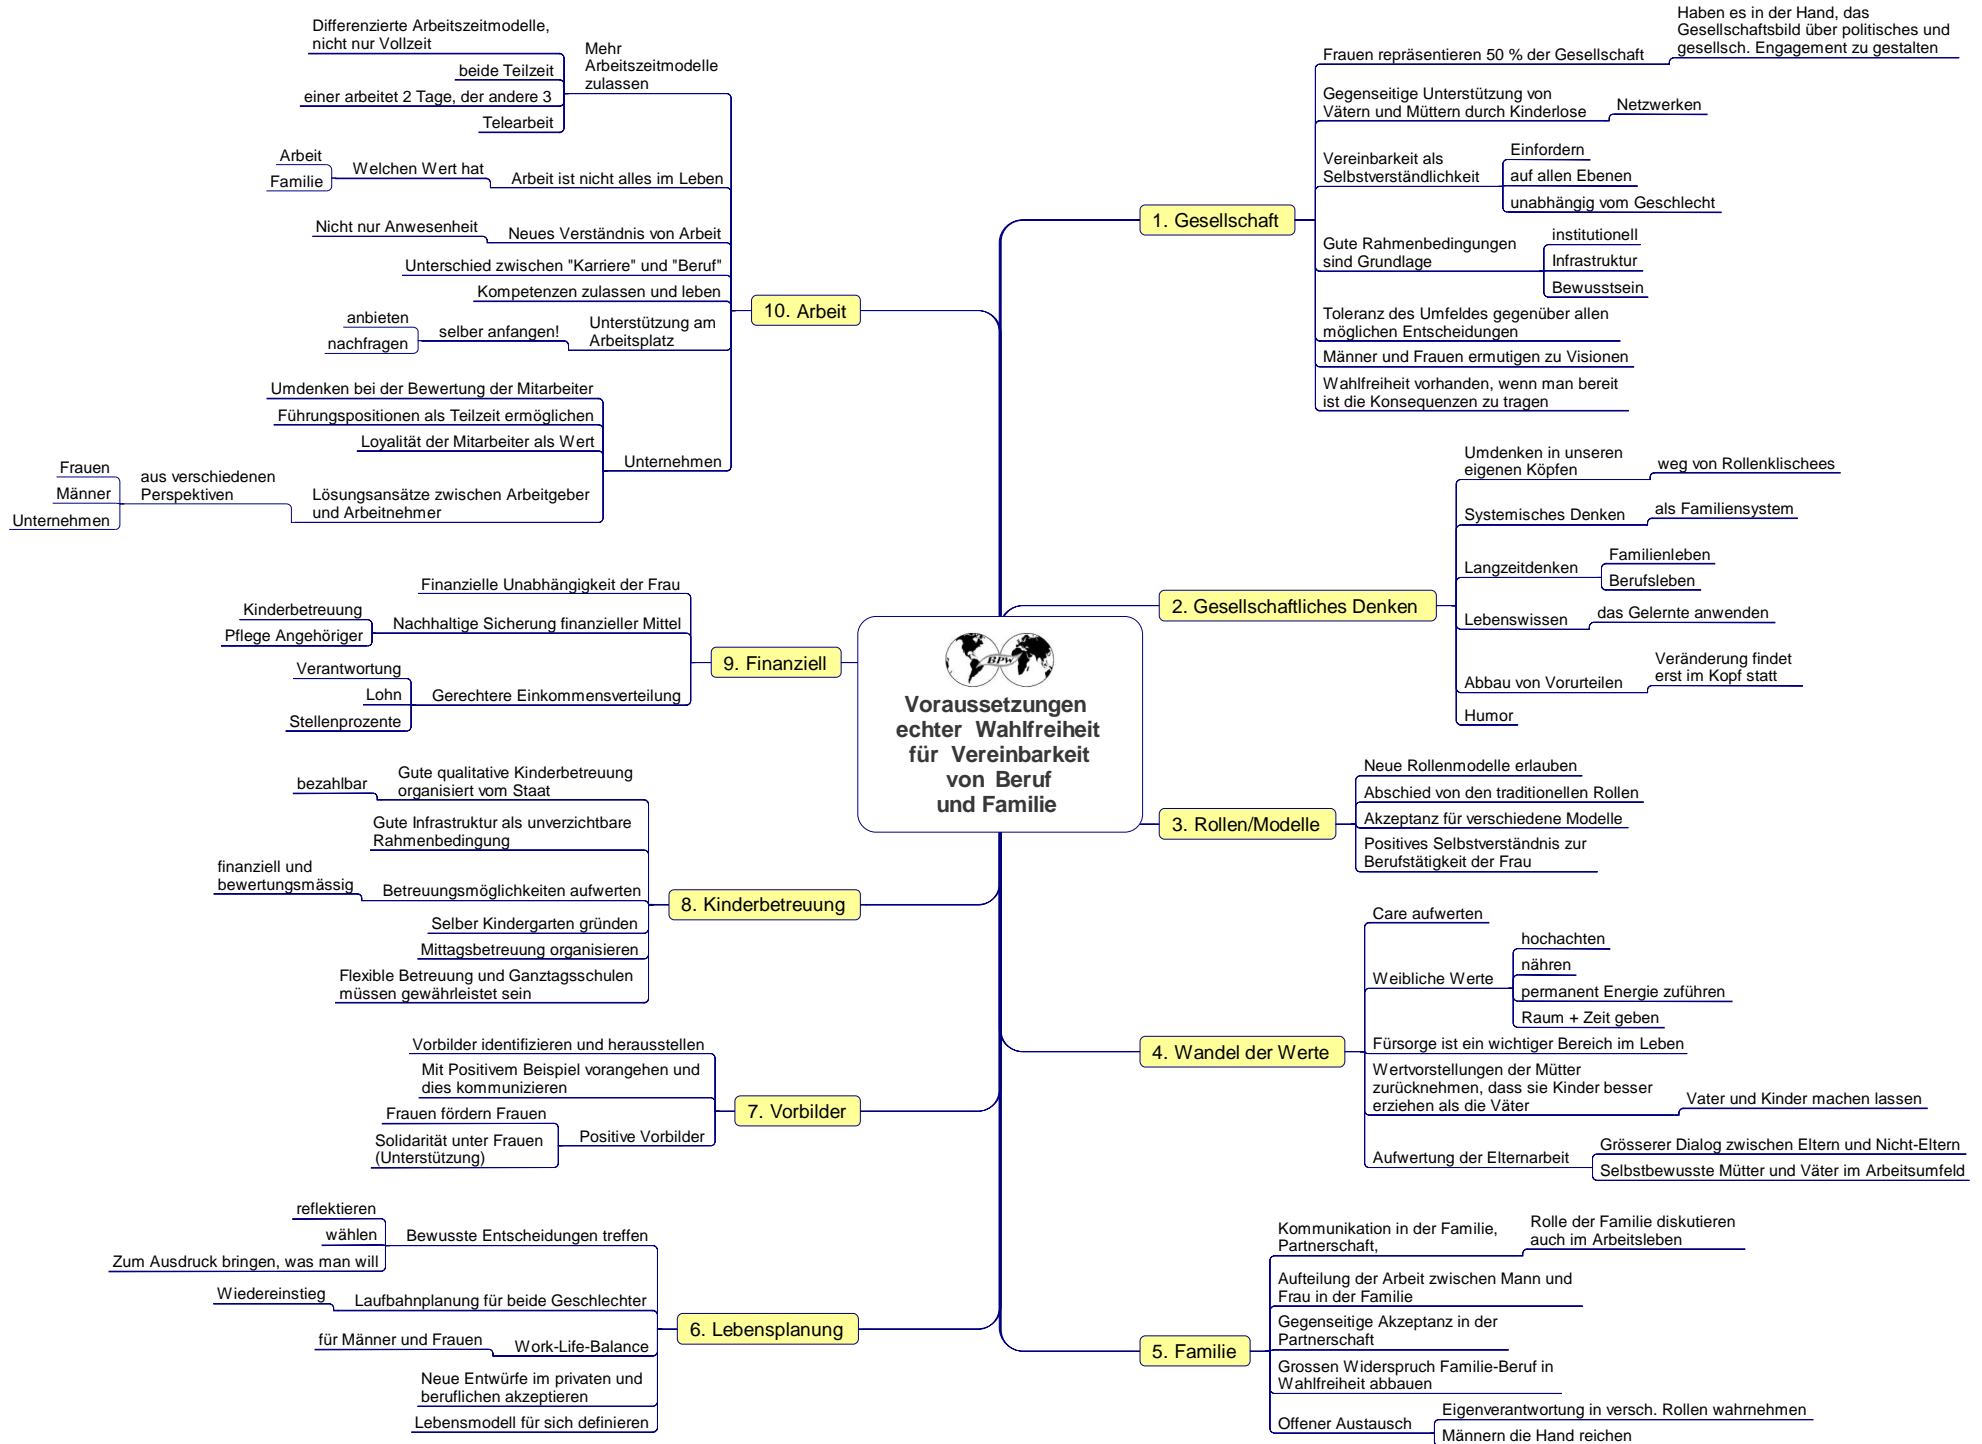 BPW
Voraussetzungen
echter Wahlfreiheit
für Vereinbarkeit
von Beruf
und Familie
1. Gesellschaft
Frauen repräsentieren 50 % der Gesellschaft
Haben es in der Hand, das
Gesellschaftsbild über politisches und
gesellsch. Engagement zu gestalten
Gegenseitige Unterstützung von
Vätern und Müttern durch Kinderlose
Netzwerken
Vereinbarkeit als
Selbstverständlichkeit
Einfordern
auf allen Ebenen
unabhängig vom Geschlecht
Gute Rahmenbedingungen
sind Grundlage
institutionell
Infrastruktur
Bewusstsein
Toleranz des Umfeldes gegenüber allen
möglichen Entscheidungen
Männer und Frauen ermutigen zu Visionen
Wahlfreiheit vorhanden, wenn man bereit
ist die Konsequenzen zu tragen
2. Gesellschaftliches Denken
Umdenken in unseren
eigenen Köpfen
weg von Rollenklischees
Systemisches Denken
als Familiensystem
Langzeitdenken
Familienleben
Berufsleben
Lebenswissen
das Gelernte anwenden
Abbau von Vorurteilen
Veränderung findet
erst im Kopf statt
Humor
3. Rollen/Modelle
Neue Rollenmodelle erlauben
Abschied von den traditionellen Rollen
Akzeptanz für verschiedene Modelle
Positives Selbstverständnis zur
Berufstätigkeit der Frau
4. Wandel der Werte
Care aufwerten
Weibliche Werte
hochachten
nähren
permanent Energie zuführen
Raum + Zeit geben
Fürsorge ist ein wichtiger Bereich im Leben
Wertvorstellungen der Mütter
zurücknehmen, dass sie Kinder besser
erziehen als die Väter
Vater und Kinder machen lassen
Aufwertung der Elternarbeit
Grösserer Dialog zwischen Eltern und Nicht-Eltern
Selbstbewusste Mütter und Väter im Arbeitsumfeld
5. Familie
Kommunikation in der Familie,
Partnerschaft,
Rolle der Familie diskutieren
auch im Arbeitsleben
Aufteilung der Arbeit zwischen Mann und
Frau in der Familie
Gegenseitige Akzeptanz in der
Partnerschaft
Grossen Widerspruch Familie-Beruf in
Wahlfreiheit abbauen
Offener Austausch
Eigenverantwortung in versch. Rollen wahrnehmen
Männern die Hand reichen
6. Lebensplanung
Bewusste Entscheidungen treffen
reflektieren
wählen
Zum Ausdruck bringen, was man will
Laufbahnplanung für beide Geschlechter
Wiedereinstieg
Work-Life-Balance
für Männer und Frauen
Neue Entwürfe im privaten und
beruflichen akzeptieren
Lebensmodell für sich definieren
7. Vorbilder
Vorbilder identifizieren und herausstellen
Mit Positivem Beispiel vorangehen und
dies kommunizieren
Positive Vorbilder
Frauen fördern Frauen
Solidarität unter Frauen
(Unterstützung)
8. Kinderbetreuung
Gute qualitative Kinderbetreuung
organisiert vom Staat
bezahlbar
Gute Infrastruktur als unverzichtbare
Rahmenbedingung
Betreuungsmöglichkeiten aufwerten
finanziell und
bewertungsmässig
Selber Kindergarten gründen
Mittagsbetreuung organisieren
Flexible Betreuung und Ganztagsschulen
müssen gewährleistet sein
9. Finanziell
Finanzielle Unabhängigkeit der Frau
Nachhaltige Sicherung finanzieller Mittel
Kinderbetreuung
Pflege Angehöriger
Gerechtere Einkommensverteilung
Verantwortung
Lohn
Stellenprozente
10. Arbeit
Mehr
Arbeitszeitmodelle
zulassen
Differenzierte Arbeitszeitmodelle,
nicht nur Vollzeit
beide Teilzeit
einer arbeitet 2 Tage, der andere 3
Telearbeit
Arbeit ist nicht alles im Leben
Welchen Wert hat
Arbeit
Familie
Neues Verständnis von Arbeit
Nicht nur Anwesenheit
Unterschied zwischen "Karriere" und "Beruf"
Kompetenzen zulassen und leben
Unterstützung am
Arbeitsplatz
selber anfangen!
anbieten
nachfragen
Unternehmen
Umdenken bei der Bewertung der Mitarbeiter
Führungspositionen als Teilzeit ermöglichen
Loyalität der Mitarbeiter als Wert
Lösungsansätze zwischen Arbeitgeber
und Arbeitnehmer
aus verschiedenen
Perspektiven
Frauen
Männer
Unternehmen